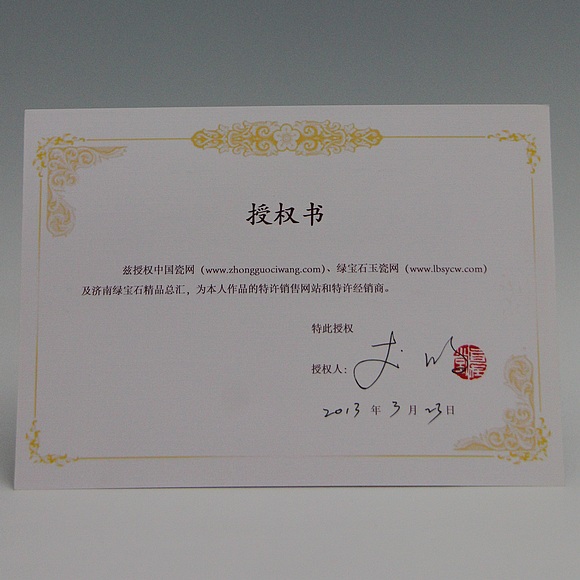 授权书
兹授权中国瓷网（www.zhongguociwang.com）、绿宝石玉瓷网（www.lbsycw.com）
及济南绿宝石精品总汇，为本人作品的特许销售网站和特许经销商。
特此授权
授权人：
2013 年 3 月 23 日